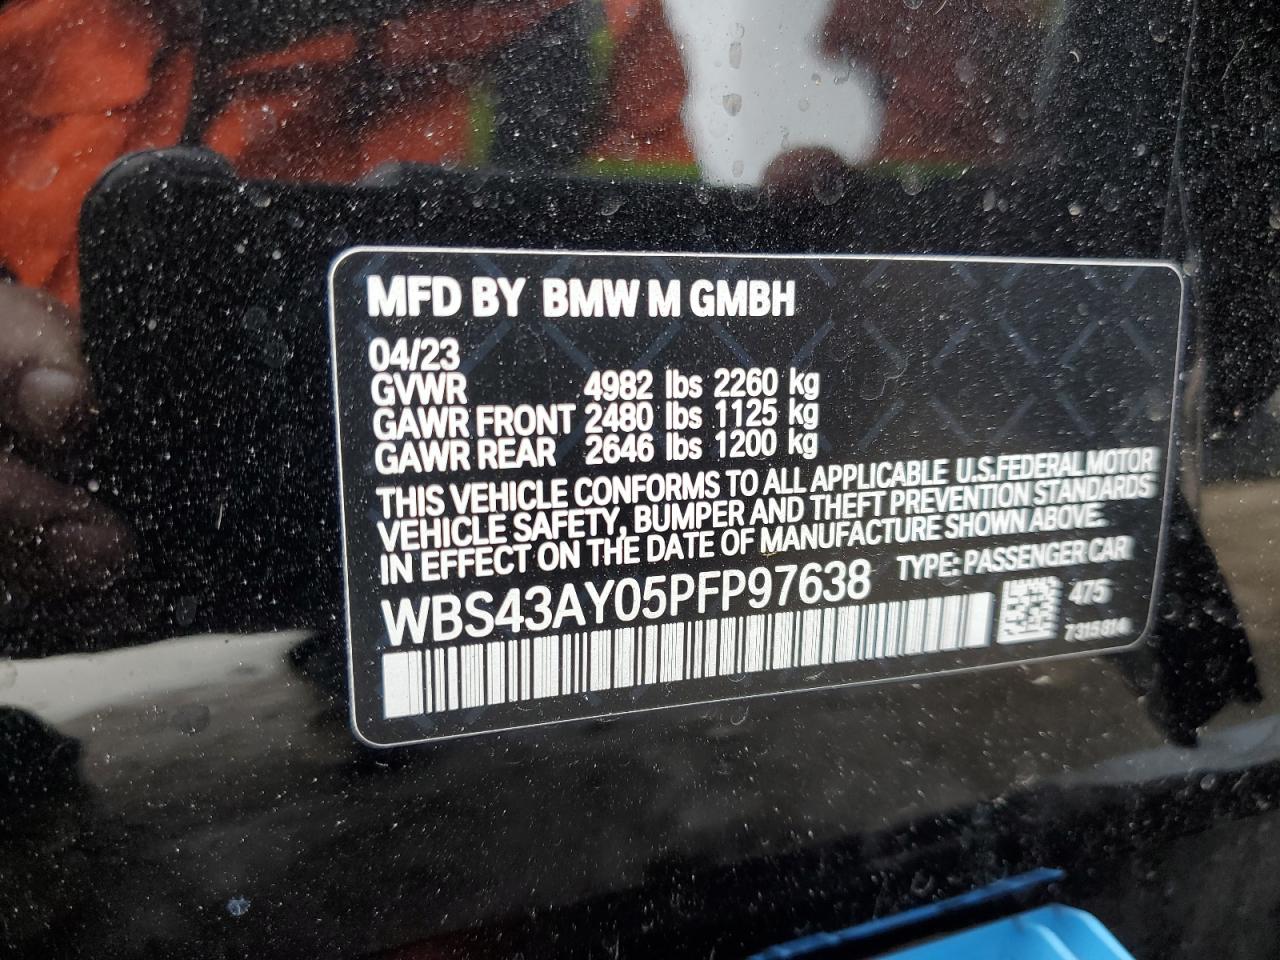 MFD BY BMW M GMBH
04/23
GVWR 4982 lbs 2260 kg
GAWR FRONT 2480 lbs 1125 kg
GAWR REAR 2646 lbs 1200 kg
THIS VEHICLE CONFORMS TO ALL APPLICABLE U.S.FEDERAL MOTOR
VEHICLE SAFETY, BUMPER AND THEFT PREVENTION STANDARDS
IN EFFECT ON THE DATE OF MANUFACTURE SHOWN ABOVE.
WBS43AY05PFP97638 TYPE: PASSENGER CAR
475
7315814